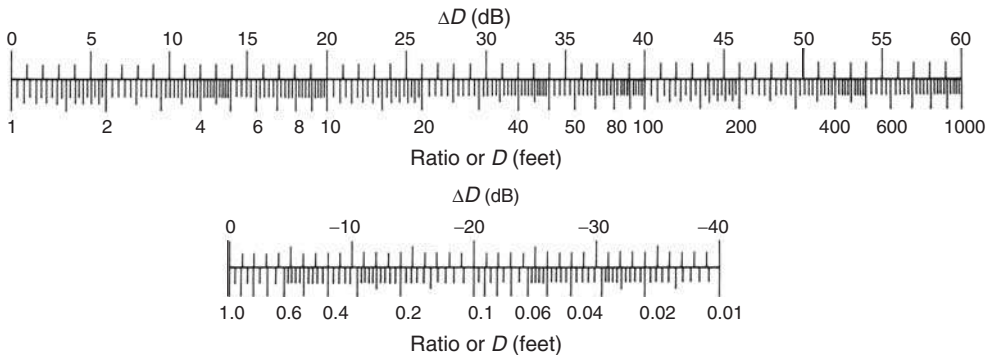 ΔD (dB)
0 5 10 15 20 25 30 35 40 45 50 55 60
1 2 4 6 8 10 20 40 50 80 100 200 400 600 1000
Ratio or D (feet)
ΔD (dB)
0 –10 –20 –30 –40
1.0 0.6 0.4 0.2 0.1 0.06 0.04 0.02 0.01
Ratio or D (feet)